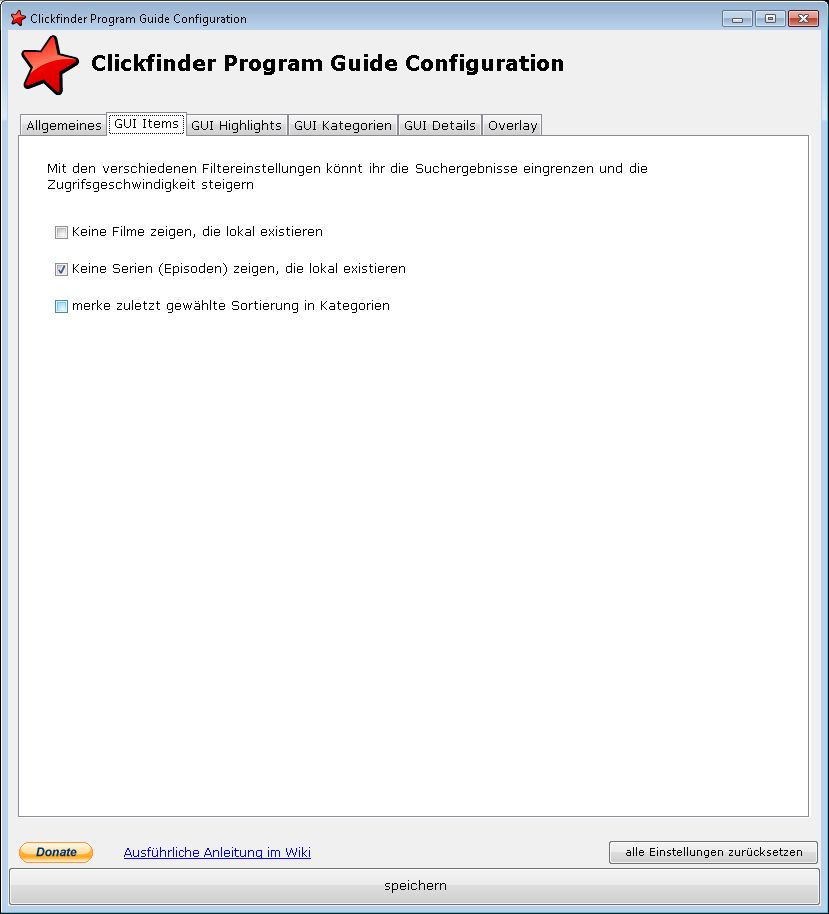 Clickfinder Program Guide Configuration
Clickfinder Program Guide Configuration
Allgemeines GUI Items GUI Highlights GUI Kategorien GUI Details Overlay
Mit den verschiedenen Filtereinstellungen könnt ihr die Suchergebnisse eingrenzen und die
Zugrifsgeschwindigkeit steigern
Keine Filme zeigen, die lokal existieren
Keine Serien (Episoden) zeigen, die lokal existieren
merke zuletzt gewählte Sortierung in Kategorien
Donate Ausführliche Anleitung im Wiki alle Einstellungen zurücksetzen
speichern